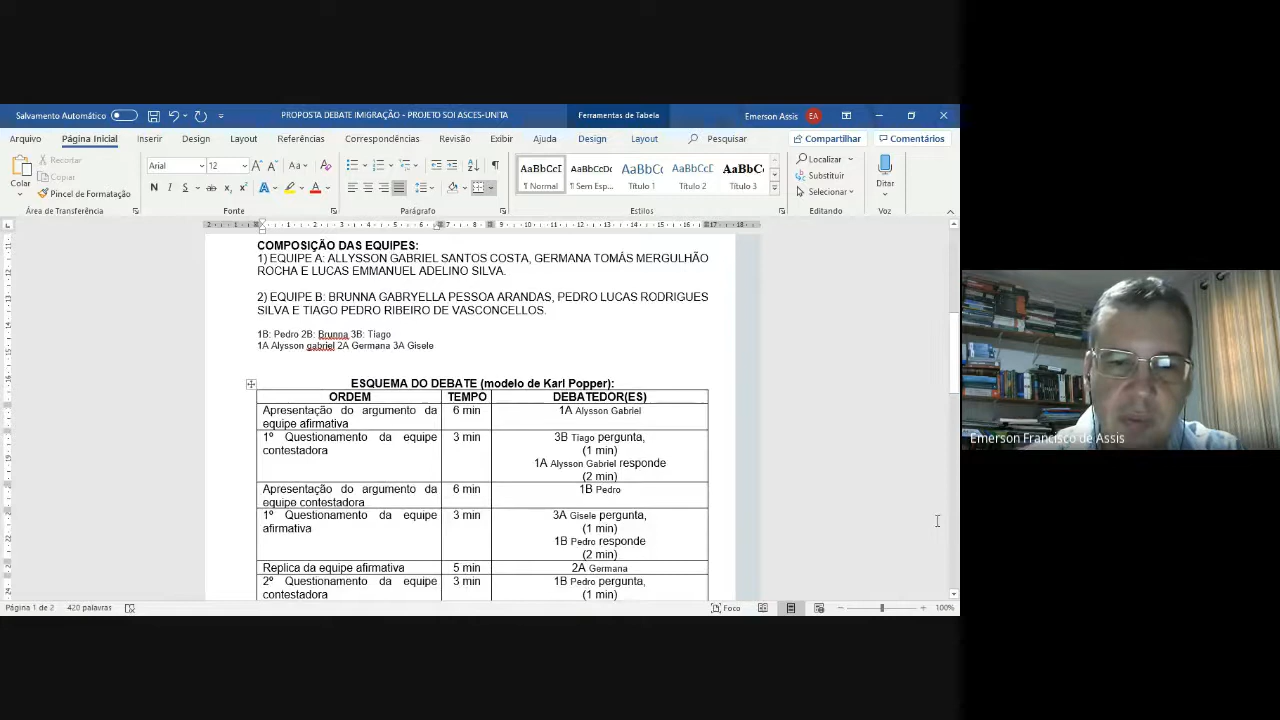 Salvamento Automático
PROPOSTA DEBATE IMIGRAÇÃO - PROJETO SOI ASCES-UNITA
Ferramentas de Tabela
Emerson Assis
EA
Arquivo Página Inicial Inserir Design Layout Referências Correspondências Revisão Exibir Ajuda Design Layout Pesquisar Compartilhar Comentários
Colar
Recortar
Copiar
Pincel de Formatação
Área de Transferência
Arial 12
Fonte
Parágrafo
AaBbCcI AaBbCcDc AaBbCc AaBbCcE AaBbCc
¶ Normal ¶ Sem Esp... Título 1 Título 2 Título 3
Estilos
Localizar
Substituir
Selecionar
Editando
Ditar
Voz
COMPOSIÇÃO DAS EQUIPES:
1) EQUIPE A: ALLYSSON GABRIEL SANTOS COSTA, GERMANA TOMÁS MERGULHÃO
ROCHA E LUCAS EMMANUEL ADELINO SILVA.
2) EQUIPE B: BRUNNA GABRYELLA PESSOA ARANDAS, PEDRO LUCAS RODRIGUES
SILVA E TIAGO PEDRO RIBEIRO DE VASCONCELLOS.
1B: Pedro 2B: Brunna 3B: Tiago
1A Alysson gabriel 2A Germana 3A Gisele
ESQUEMA DO DEBATE (modelo de Karl Popper):
ORDEM TEMPO DEBATEDOR(ES)
Apresentação do argumento da 6 min 1A Alysson Gabriel
equipe afirmativa
1º Questionamento da equipe 3 min 3B Tiago pergunta,
contestadora (1 min)
1A Alysson Gabriel responde
(2 min)
Apresentação do argumento da 6 min 1B Pedro
equipe contestadora
1º Questionamento da equipe 3 min 3A Gisele pergunta,
afirmativa (1 min)
1B Pedro responde
(2 min)
Replica da equipe afirmativa 5 min 2A Germana
2º Questionamento da equipe 3 min 1B Pedro pergunta,
contestadora (1 min)
Página 1 de 2 420 palavras
Foco
100%
Emerson Francisco de Assis